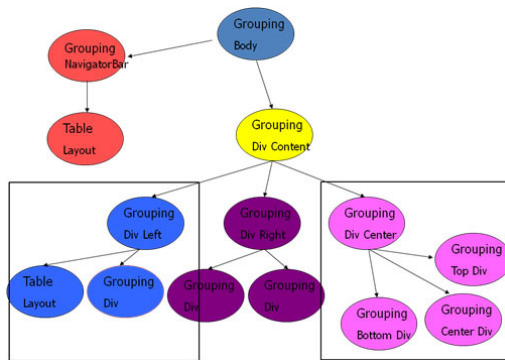 Grouping
Body
Grouping
NavigatorBar
Table
Layout
Grouping
Div Content
Grouping
Div Left
Grouping
Div Right
Grouping
Div Center
Table
Layout
Grouping
Div
Grouping
Div
Grouping
Div
Grouping
Top Div
Grouping
Bottom Div
Grouping
Center Div